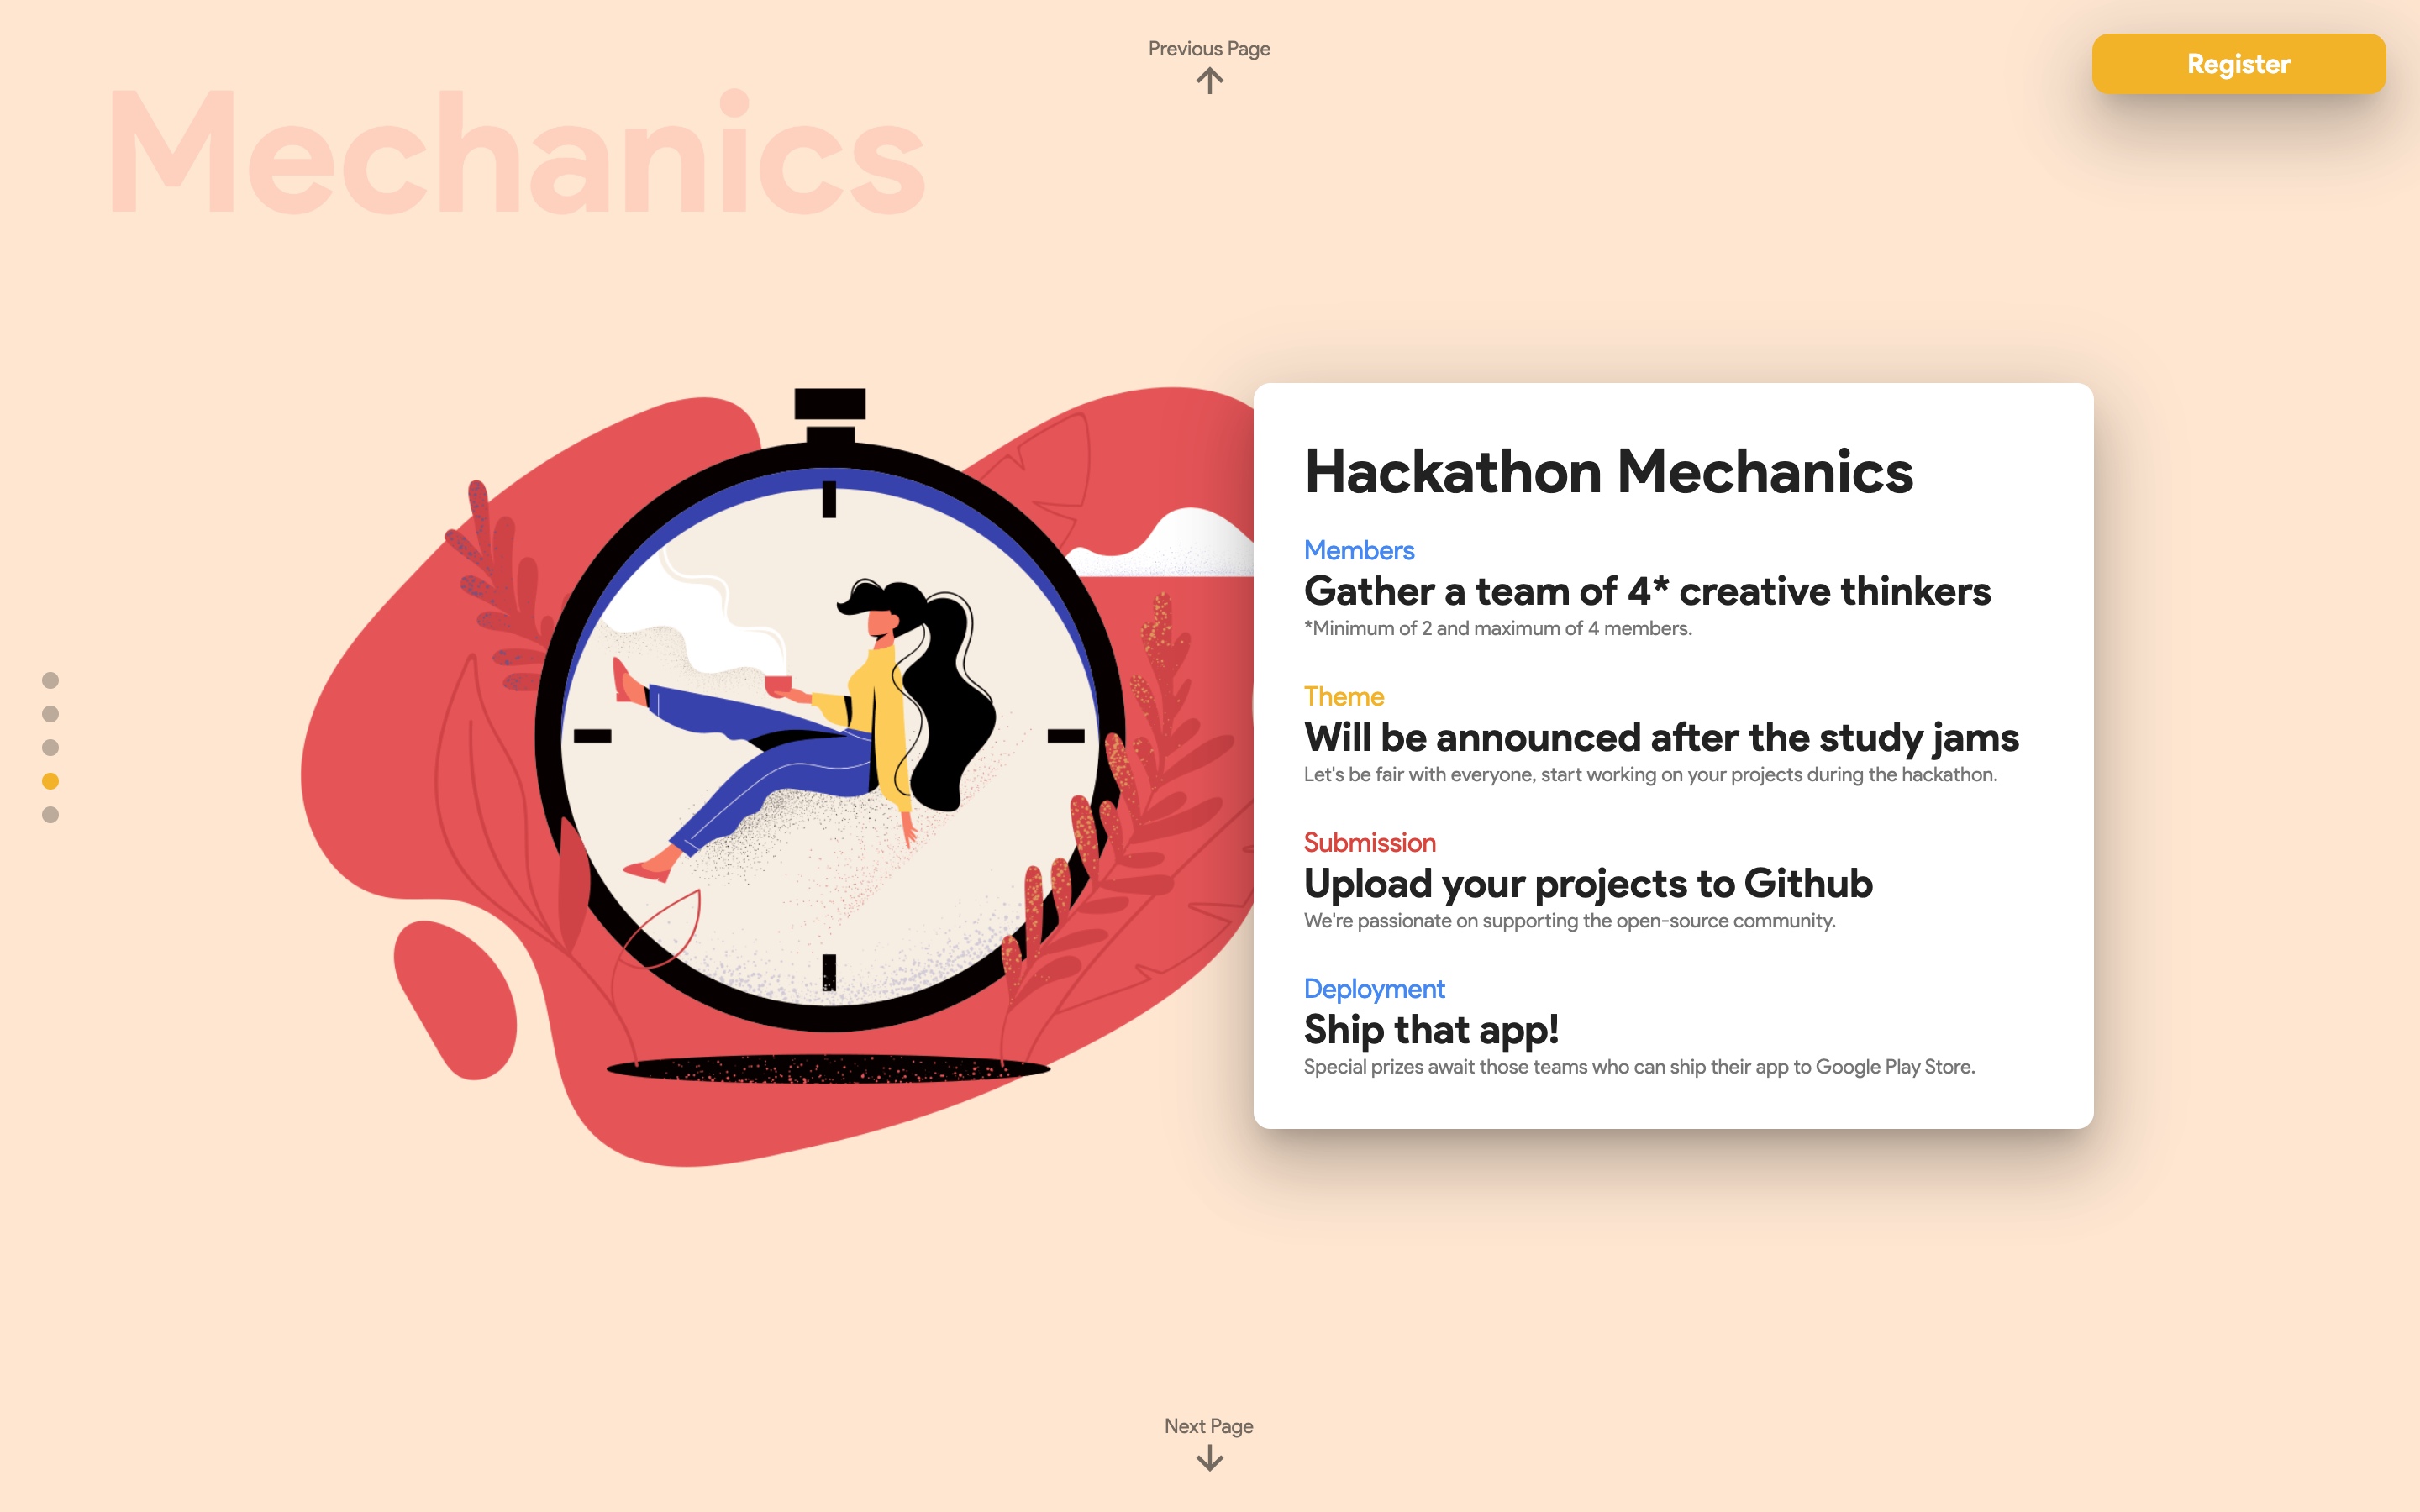 Previous Page
Register
Mechanics
Hackathon Mechanics
Members
Gather a team of 4* creative thinkers
*Minimum of 2 and maximum of 4 members.
Theme
Will be announced after the study jams
Let's be fair with everyone, start working on your projects during the hackathon.
Submission
Upload your projects to Github
We're passionate on supporting the open-source community.
Deployment
Ship that app!
Special prizes await those teams who can ship their app to Google Play Store.
Next Page